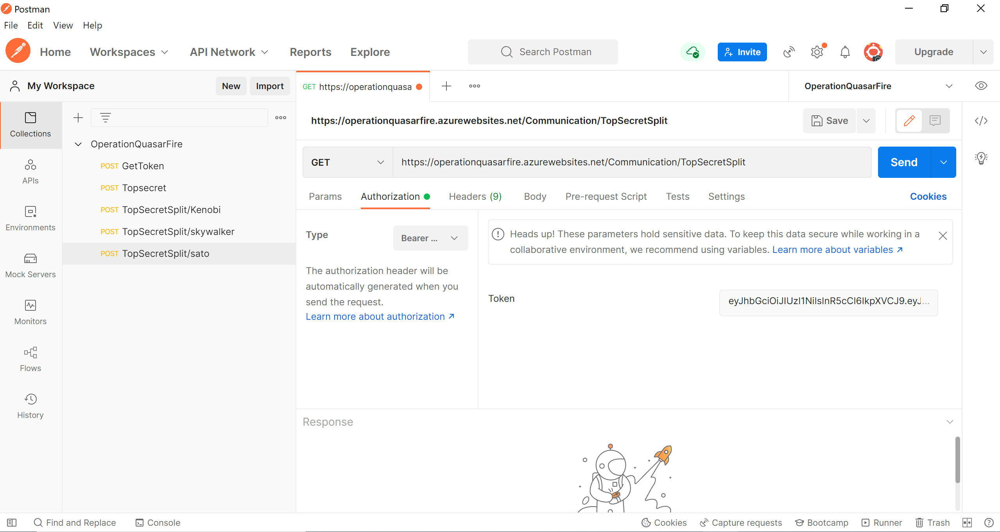 Postman
File Edit View Help
Home Workspaces API Network Reports Explore Search Postman Invite Upgrade
My Workspace New Import GET https://operationquasa OperationQuasarFire
Collections
https://operationquasarfire.azurewebsites.net/Communication/TopSecretSplit Save
OperationQuasarFire
POST GetToken
POST Topsecret
POST TopSecretSplit/Kenobi
POST TopSecretSplit/skywalker
POST TopSecretSplit/sato
APIs
Environments
Mock Servers
Monitors
Flows
History
GET https://operationquasarfire.azurewebsites.net/Communication/TopSecretSplit Send
Params Authorization Headers (9) Body Pre-request Script Tests Settings Cookies
Type Bearer ...
The authorization header will be
automatically generated when you
send the request.
Learn more about authorization ↗
Heads up! These parameters hold sensitive data. To keep this data secure while working in a
collaborative environment, we recommend using variables. Learn more about variables ↗
Token eyJhbGciOiJIUzI1NiIsInR5cCI6IkpXVCJ9.eyJ...
Response
Find and Replace Console Cookies Capture requests Bootcamp Runner Trash